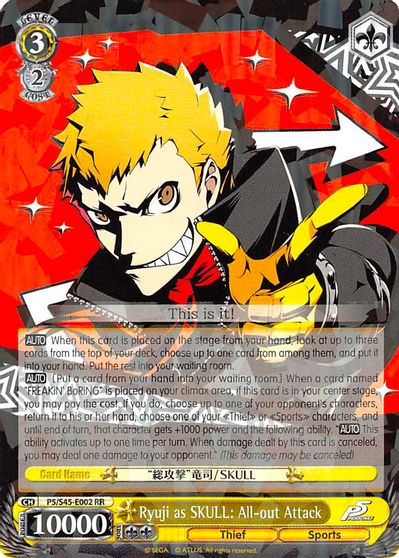 LEVEL
3
2
COST
This is it!
AUTO When this card is placed on the stage from your hand, look at up to three
cards from the top of your deck, choose up to one card from among them, and put it
into your hand. Put the rest into your waiting room.
AUTO [Put a card from your hand into your waiting room] When a card named
"FREAKIN' BORING" is placed on your climax area, if this card is in your center stage,
you may pay the cost. If you do, choose up to one of your opponent's characters,
return it to his or her hand, choose one of your «Thief» or «Sports» characters, and
until end of turn, that character gets +1000 power and the following ability. "AUTO This
ability activates up to one time per turn. When damage dealt by this card is canceled,
you may deal one damage to your opponent." (This damage may be canceled)
Card Name
"総攻撃"竜司/SKULL
CH P5/S45-E002 RR
Ryuji as SKULL: All-out Attack
P5
POWER
10000
SOUL
Thief
Sports
© SEGA. © ATLUS. All rights reserved.